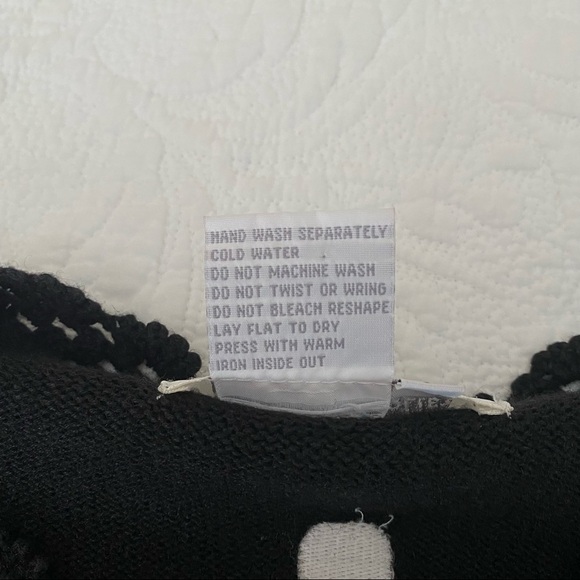 HAND WASH SEPARATELY
COLD WATER
DO NOT MACHINE WASH
DO NOT TWIST OR WRING
DO NOT BLEACH RESHAPE
LAY FLAT TO DRY
PRESS WITH WARM
IRON INSIDE OUT